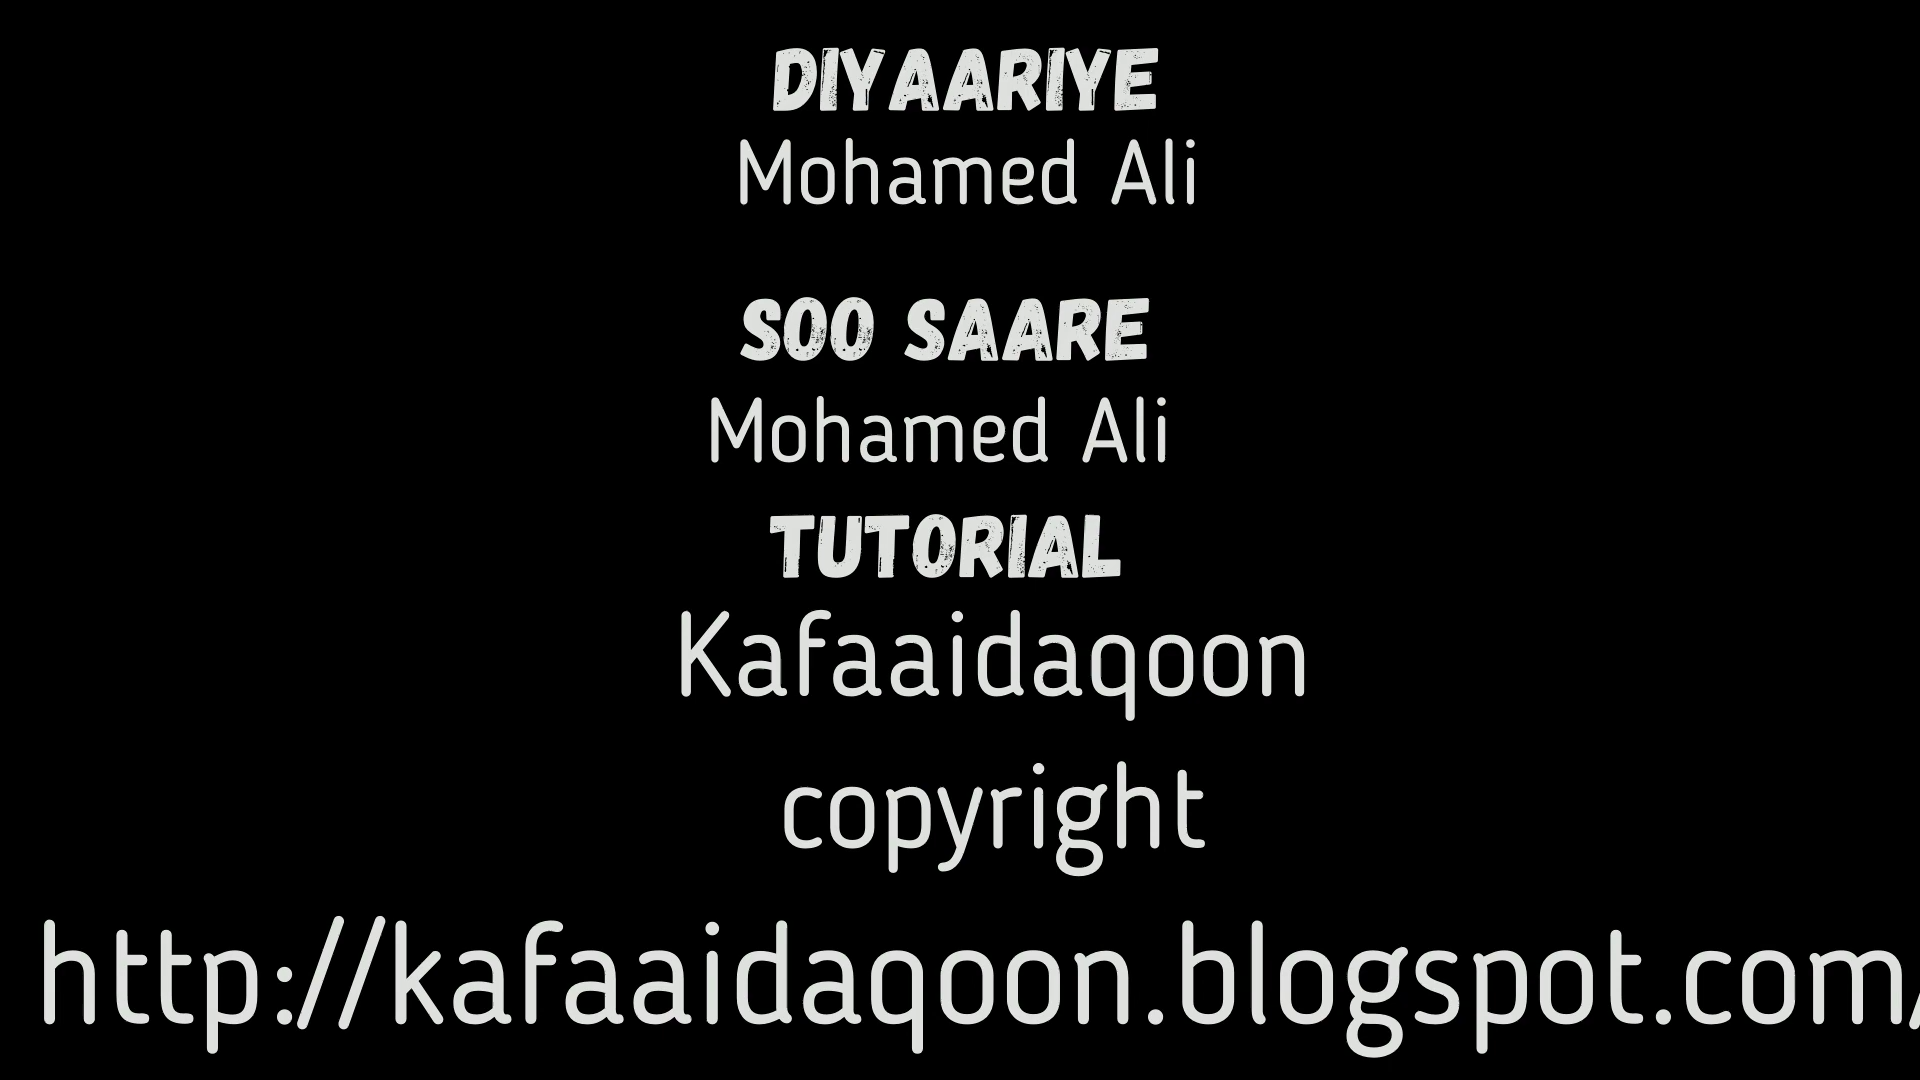 DIYAARIYE
Mohamed Ali
SOO SAARE
Mohamed Ali
TUTORIAL
Kafaaidaqoon
copyright
http://kafaaidaqoon.blogspot.com/